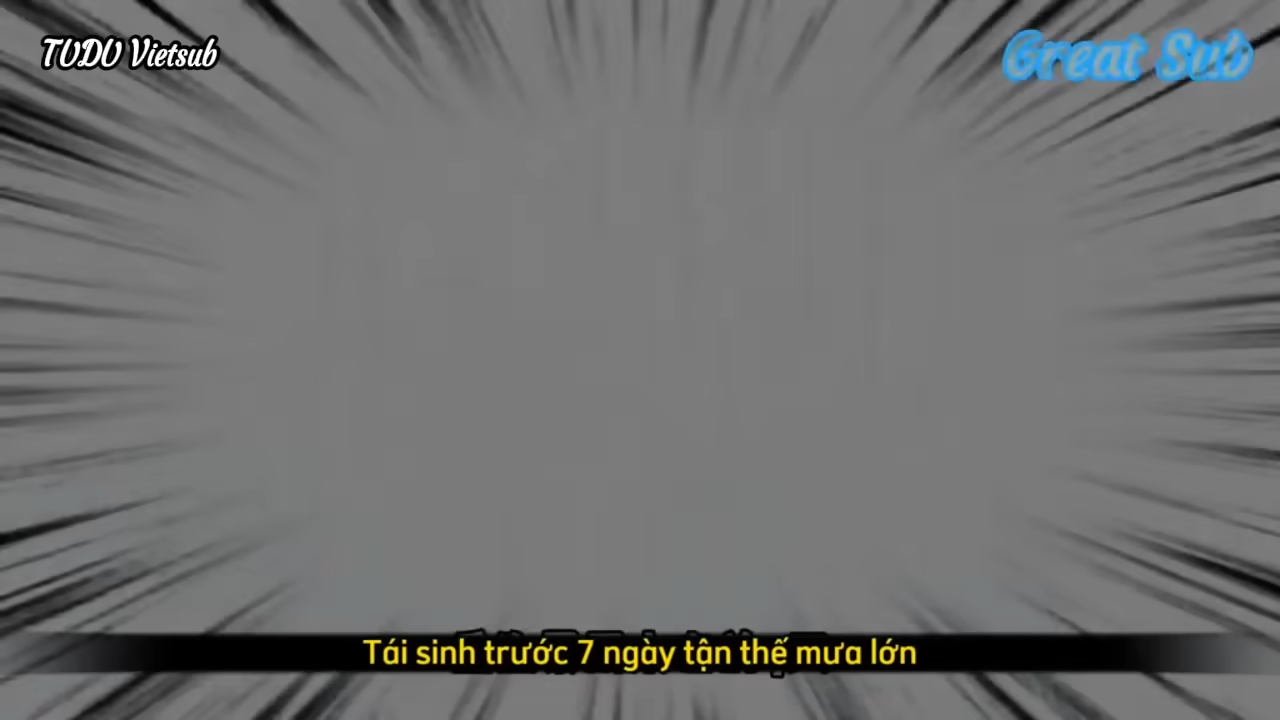 TUDU Vietsub
Great Sub
Tái sinh trước 7 ngày tận thế mưa lớn